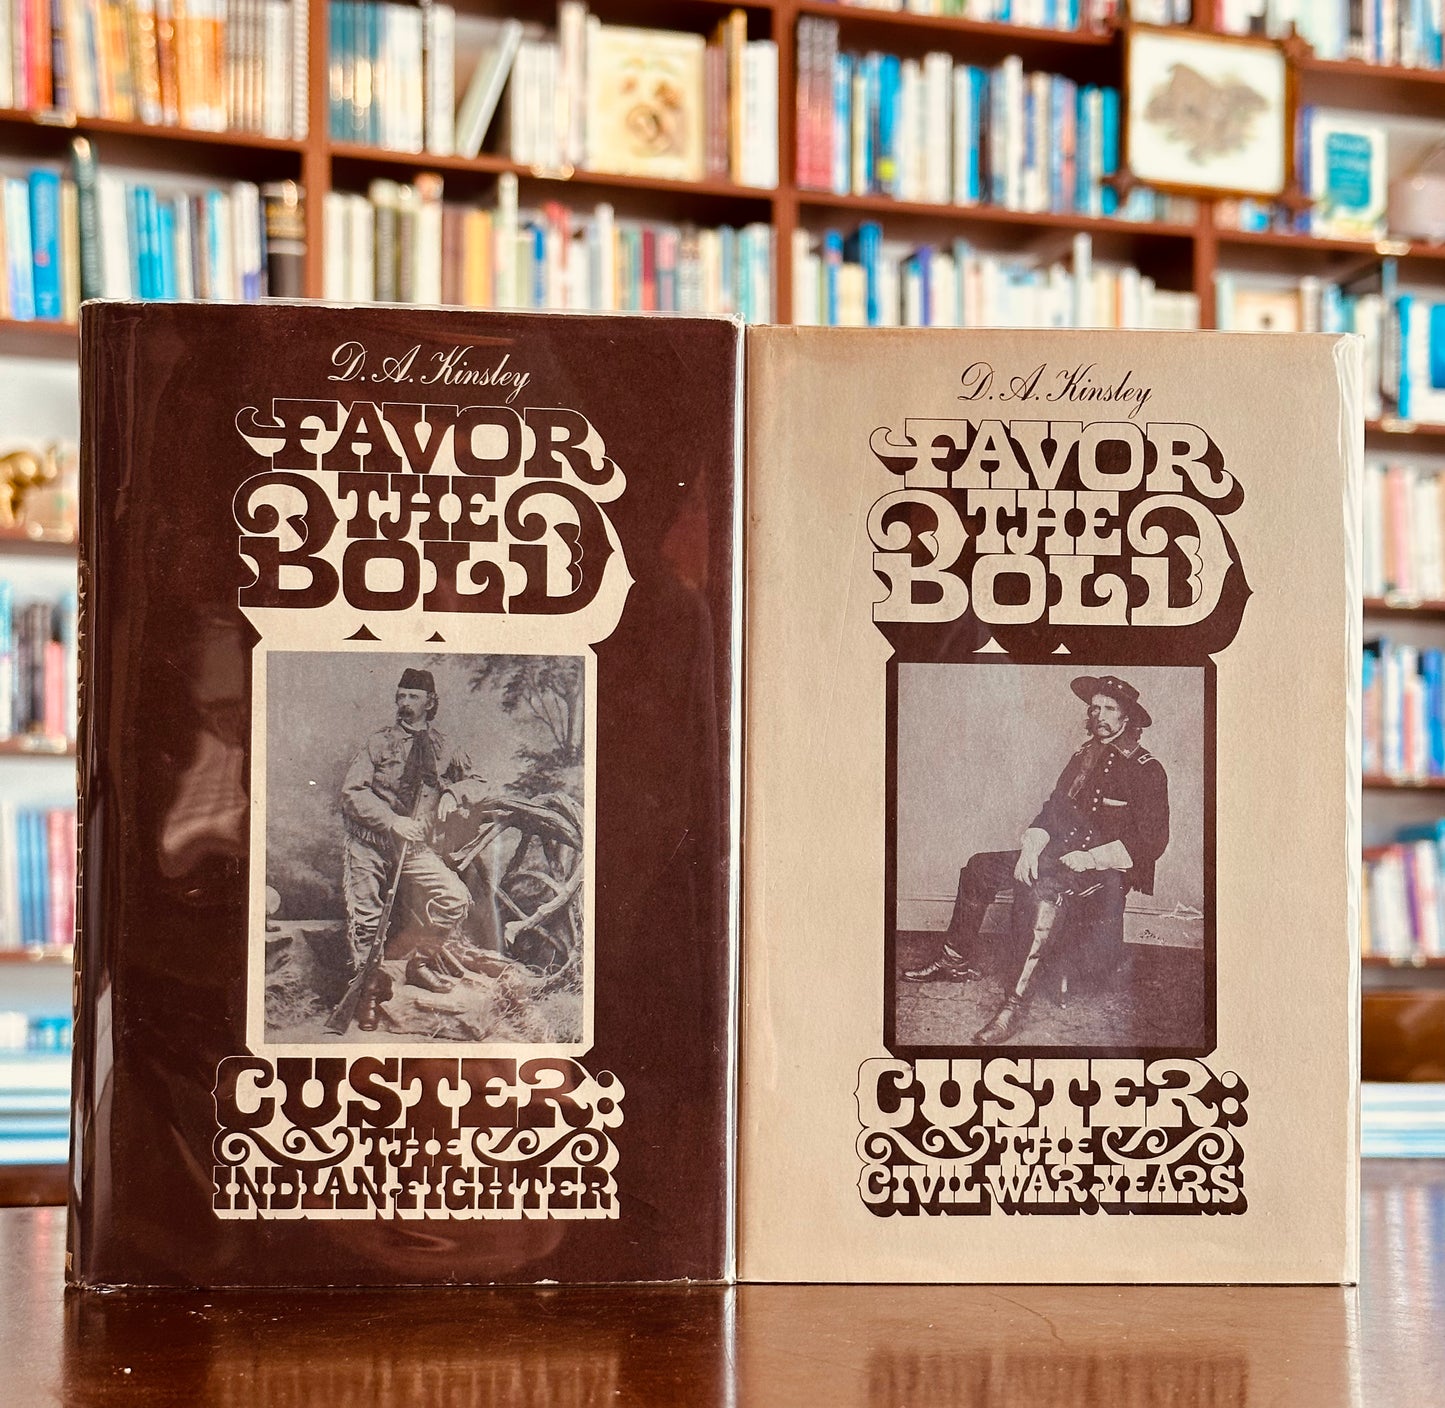 D. A. Kinsley
FAVOR
THE
BOLD
CUSTER:
THE
INDIAN FIGHTER
D. A. Kinsley
FAVOR
THE
BOLD
CUSTER:
THE
CIVIL WAR YEARS